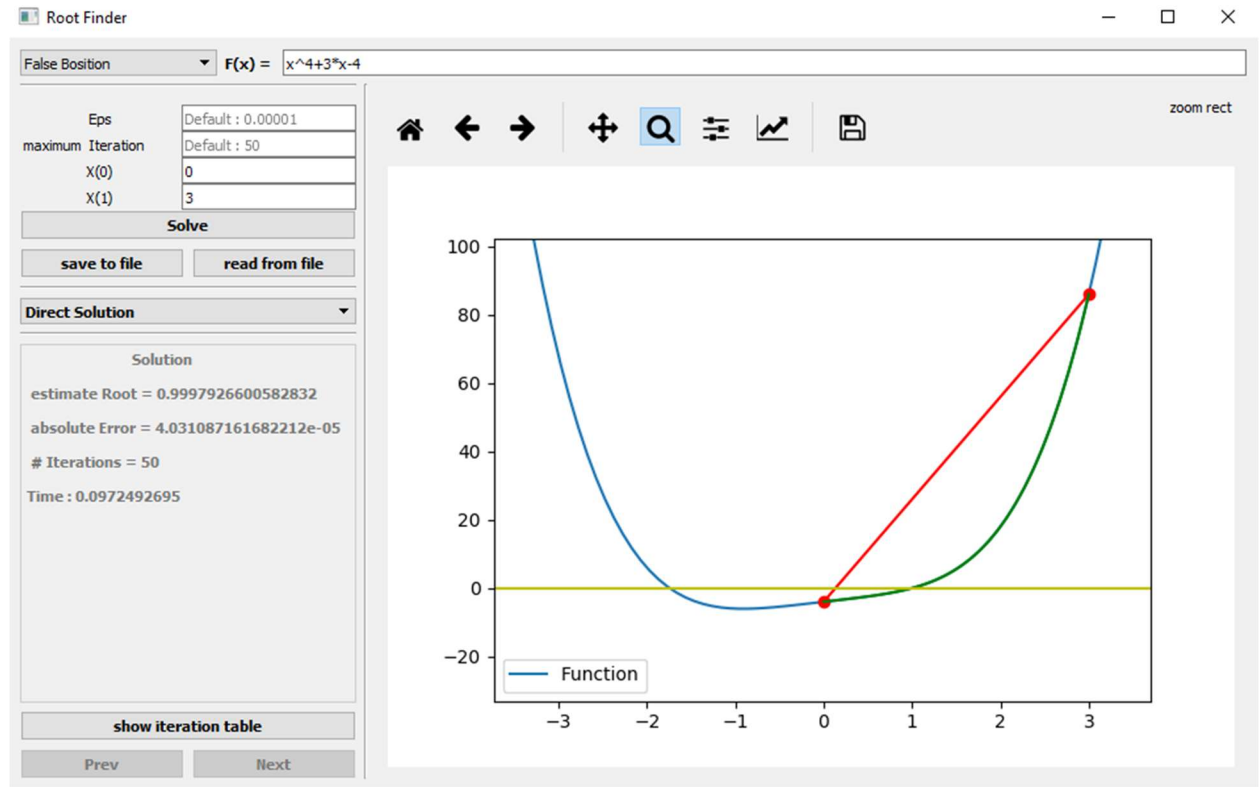 Root Finder
False Bosition F(x) = x^4+3*x-4
Eps Default : 0.00001
maximum Iteration Default : 50
X(0) 0
X(1) 3
Solve
save to file read from file
Direct Solution
Solution
estimate Root = 0.9997926600582832
absolute Error = 4.031087161682212e-05
# Iterations = 50
Time : 0.0972492695
show iteration table
Prev Next
zoom rect
100
80
60
40
20
0
−20
Function
−3 −2 −1 0 1 2 3